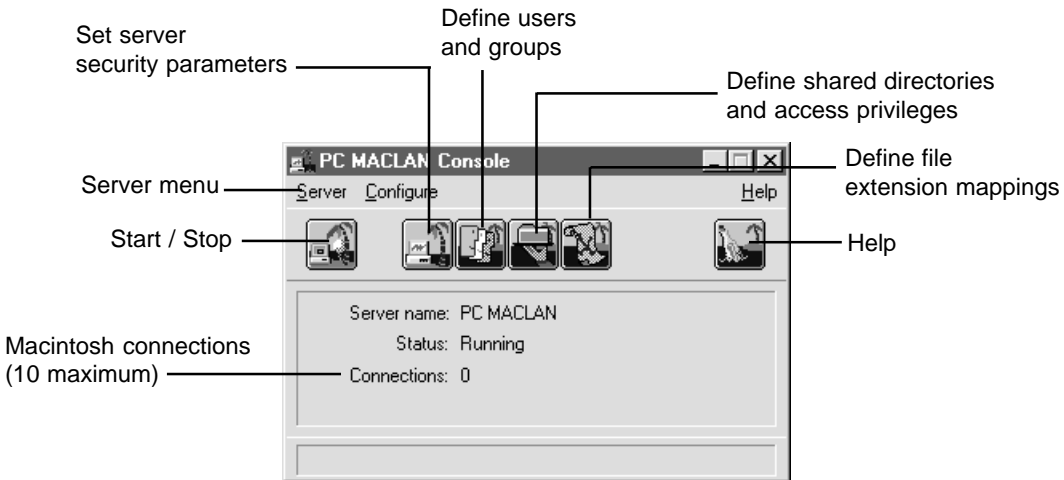 Define users
and groups
Set server
security parameters
Define shared directories
and access privileges
PC MACLAN Console
Define file
extension mappings
Server menu
Server Configure Help
Start / Stop
Help
Server name: PC MACLAN
Status: Running
Macintosh connections
(10 maximum)
Connections: 0